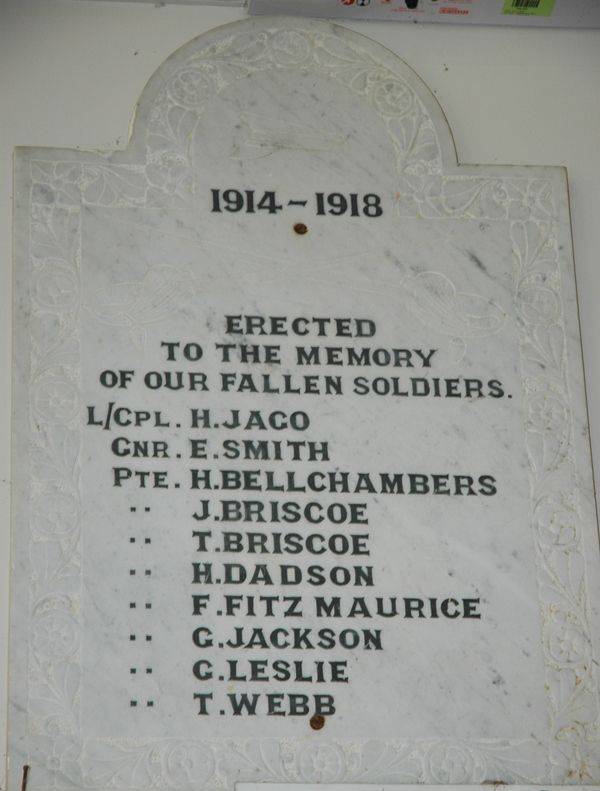 1914-1918
ERECTED
TO THE MEMORY
OF OUR FALLEN SOLDIERS.
L/CPL. H.JACO
GNR. E.SMITH
PTE. H.BELLCHAMBERS
" J.BRISCOE
" T.BRISCOE
" H.DADSON
" F.FITZ MAURICE
" G.JACKSON
" G.LESLIE
" T.WEBB